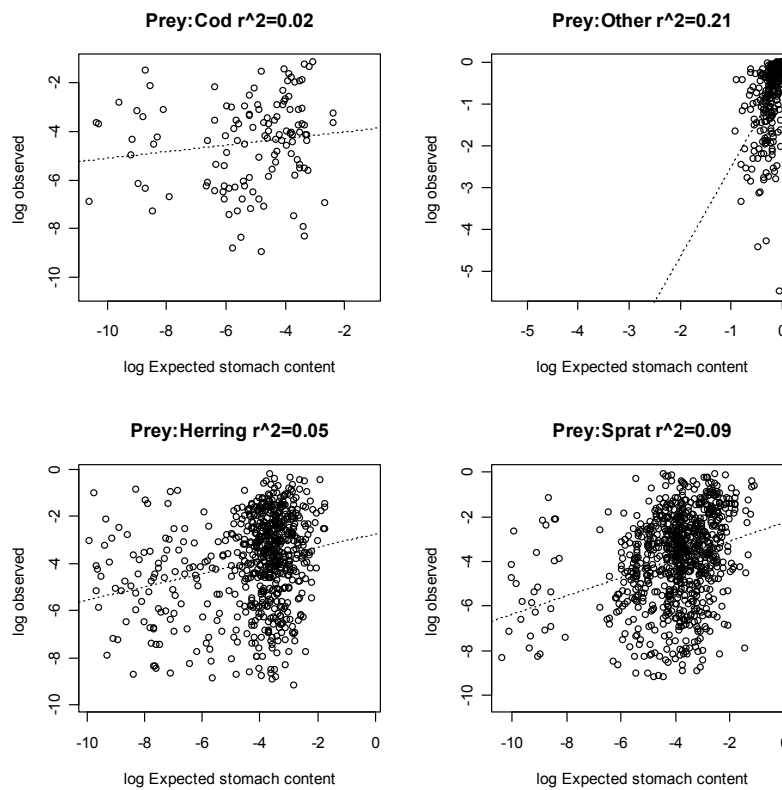 Prey:Cod r^2=0.02
-2
-4
-6
-8
-10
log observed
-10 -8 -6 -4 -2
log Expected stomach content
Prey:Other r^2=0.21
0
-1
-2
-3
-4
-5
log observed
-5 -4 -3 -2 -1 0
log Expected stomach content
Prey:Herring r^2=0.05
0
-2
-4
-6
-8
-10
log observed
-10 -8 -6 -4 -2 0
log Expected stomach content
Prey:Sprat r^2=0.09
0
-2
-4
-6
-8
-10
log observed
-10 -8 -6 -4 -2
log Expected stomach content